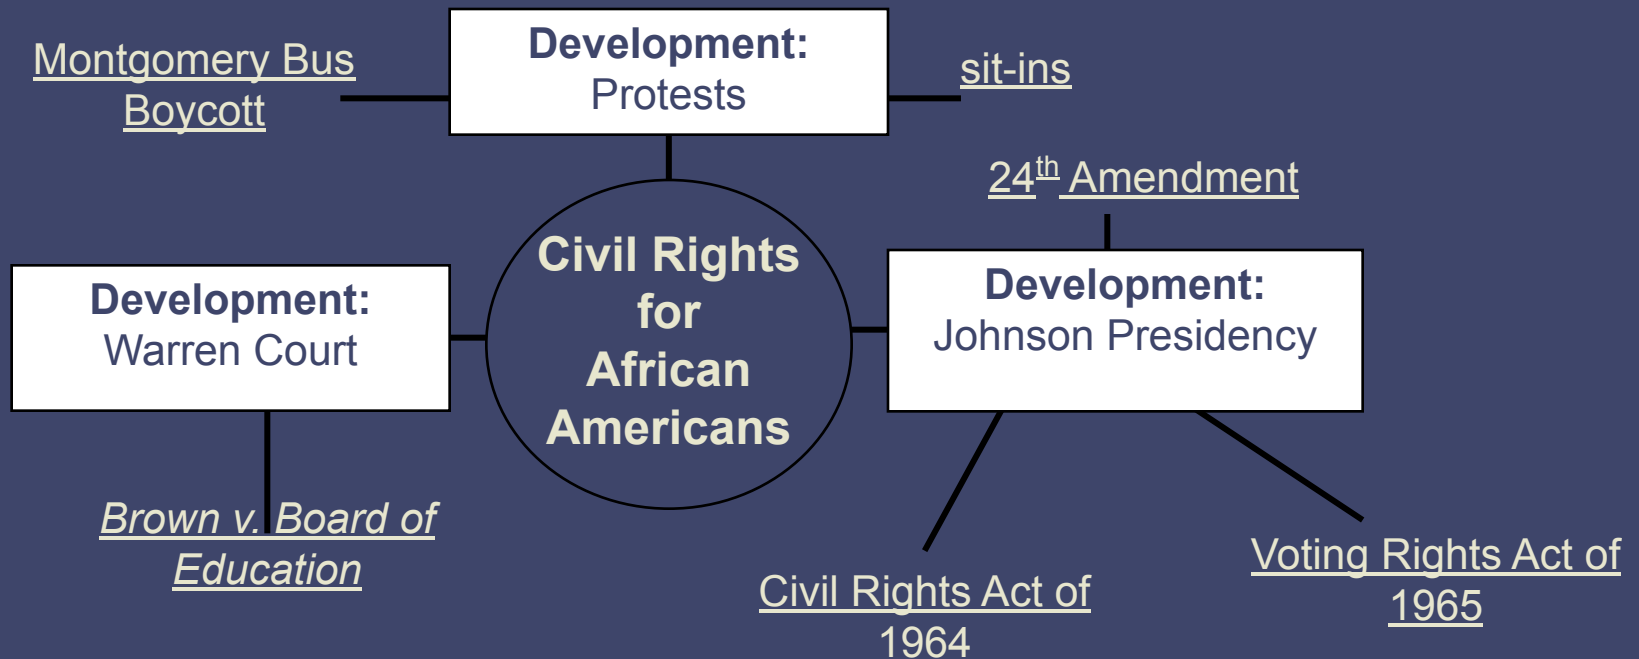 Development:
Protests
Montgomery Bus
Boycott
sit-ins
24th Amendment
Civil Rights
for
African
Americans
Development:
Warren Court
Development:
Johnson Presidency
Brown v. Board of
Education
Civil Rights Act of
1964
Voting Rights Act of
1965